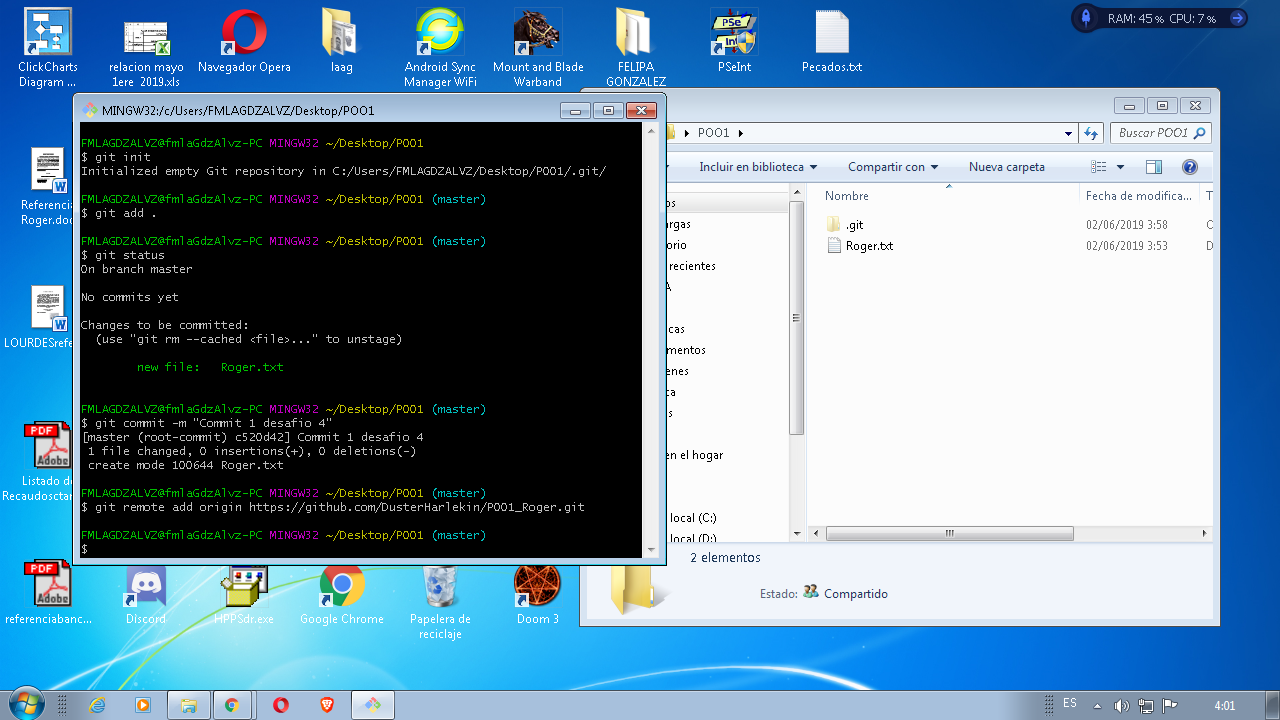 RAM: 45 % CPU: 7 %
ClickCharts
Diagram ...
relacion mayo
1ere 2019.xls
Navegador Opera
laag
Android Sync
Manager WiFi
Mount and Blade
Warband
FELIPA
GONZALEZ
PSeInt
Pecados.txt
MINGW32:/c/Users/FMLAGDZALVZ/Desktop/POO1
FMLAGDZALVZ@fmlaGdzAlvz-PC MINGW32 ~/Desktop/POO1
$ git init
Initialized empty Git repository in C:/Users/FMLAGDZALVZ/Desktop/POO1/.git/
FMLAGDZALVZ@fmlaGdzAlvz-PC MINGW32 ~/Desktop/POO1 (master)
$ git add .
FMLAGDZALVZ@fmlaGdzAlvz-PC MINGW32 ~/Desktop/POO1 (master)
$ git status
On branch master
No commits yet
Changes to be committed:
(use "git rm --cached <file>..." to unstage)
new file: Roger.txt
FMLAGDZALVZ@fmlaGdzAlvz-PC MINGW32 ~/Desktop/POO1 (master)
$ git commit -m "Commit 1 desafio 4"
[master (root-commit) c520d42] Commit 1 desafio 4
1 file changed, 0 insertions(+), 0 deletions(-)
create mode 100644 Roger.txt
FMLAGDZALVZ@fmlaGdzAlvz-PC MINGW32 ~/Desktop/POO1 (master)
$ git remote add origin https://github.com/DusterHarlekin/POO1_Roger.git
FMLAGDZALVZ@fmlaGdzAlvz-PC MINGW32 ~/Desktop/POO1 (master)
$
POO1
Buscar POO1
Incluir en biblioteca
Compartir con
Nueva carpeta
Nombre
Fecha de modifica...
T
.git
02/06/2019 3:58
C
Roger.txt
02/06/2019 3:53
D
os
argas
orio
recientes
A
cas
mentos
enes
ca
s
en el hogar
local (C:)
local (D:)
2 elementos
Estado:
Compartido
Referencia
Roger.doc
LOURDESrefe
PDF
Adobe
Listado de
Recaudosctar
PDF
Adobe
referenciabanc...
Discord
HPPSdr.exe
Google Chrome
Papelera de
reciclaje
Doom 3
ES
4:01